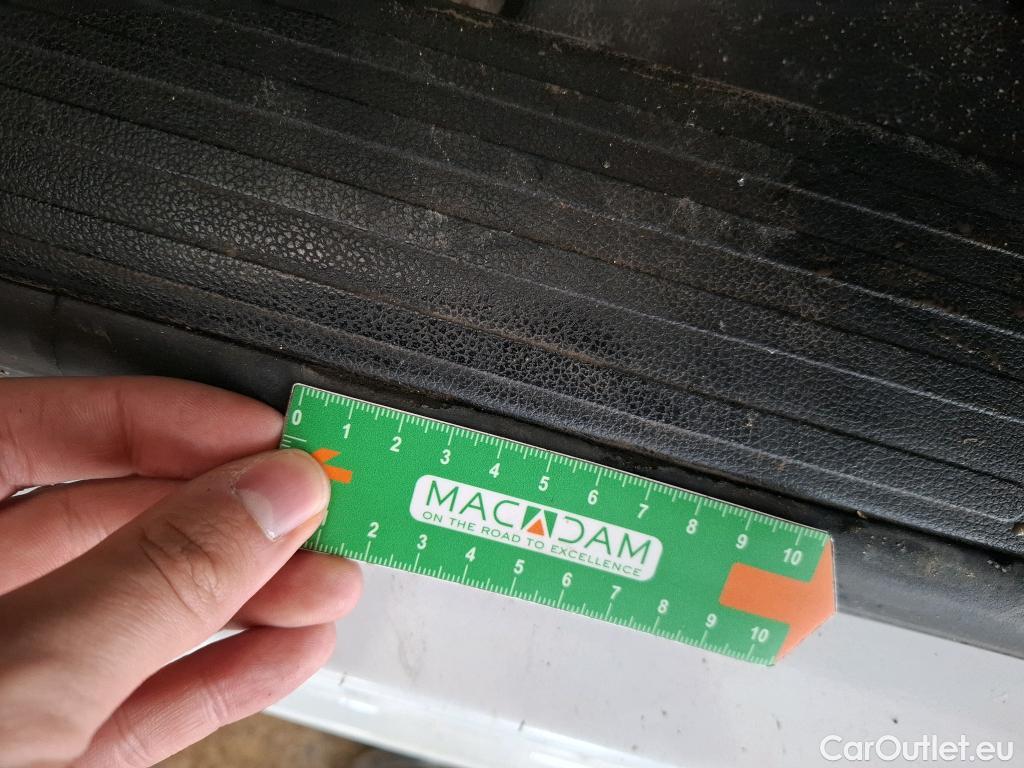 0 1 2 3 4 5 6 7 8 9 10
MACADAM
ON THE ROAD TO EXCELLENCE
2 3 4 5 6 7 8 9 10
CarOutlet.eu